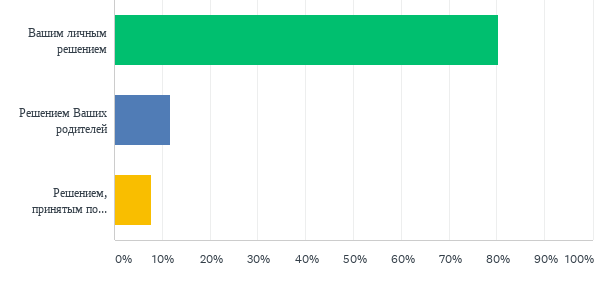 Вашим личным
решением
Решением Ваших
родителей
Решением,
принятым по...
0% 10% 20% 30% 40% 50% 60% 70% 80% 90% 100%